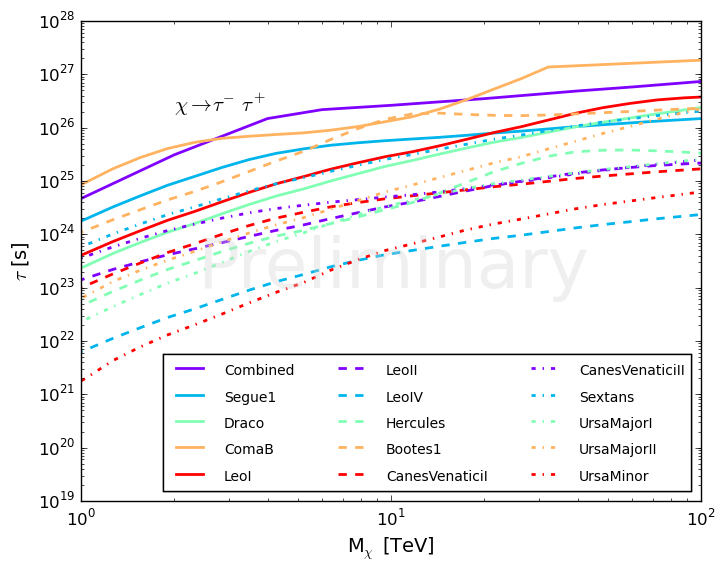 10^28
10^27
10^26
10^25
10^24
10^23
10^22
10^21
10^20
10^19
τ [s]
χ→τ⁻ τ⁺
Preliminary
Combined LeoII CanesVenaticiII
Segue1 LeoIV Sextans
Draco Hercules UrsaMajorI
ComaB Bootes1 UrsaMajorII
LeoI CanesVenaticiI UrsaMinor
10^0 10^1 10^2
M_χ [TeV]